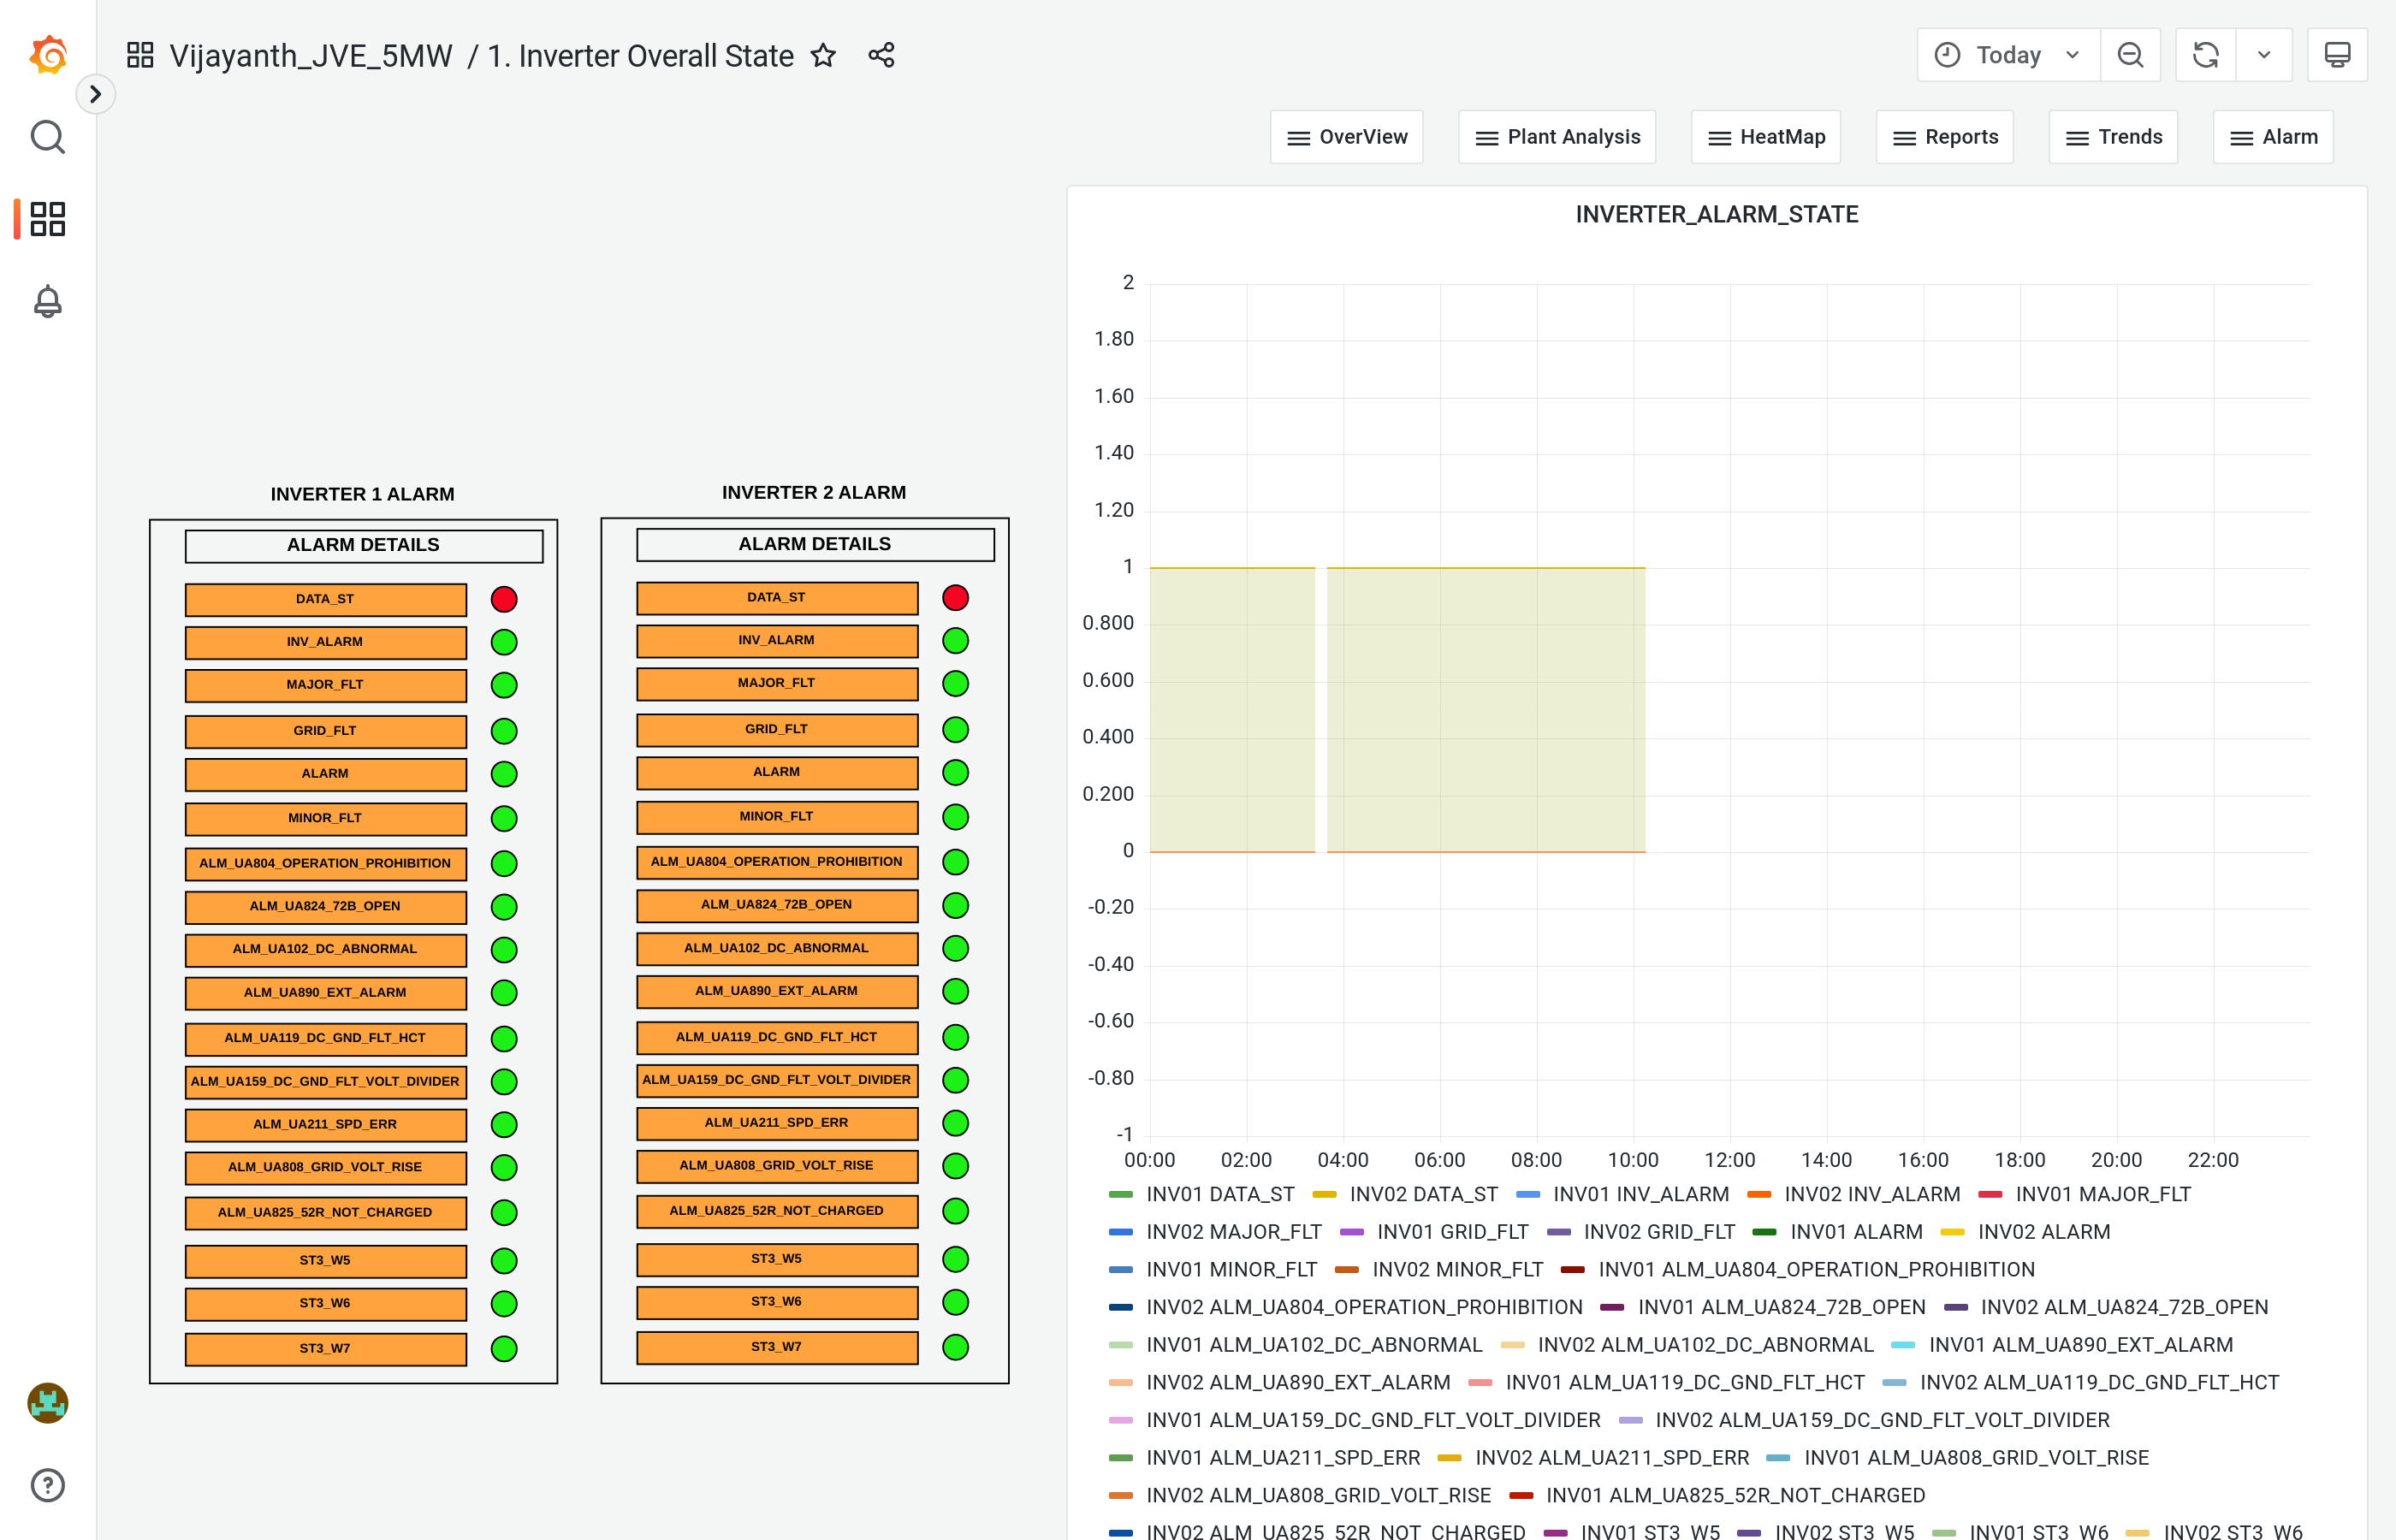 Vijayanth_JVE_5MW / 1. Inverter Overall State
Today
OverView
Plant Analysis
HeatMap
Reports
Trends
Alarm
INVERTER 1 ALARM
ALARM DETAILS
DATA_ST
INV_ALARM
MAJOR_FLT
GRID_FLT
ALARM
MINOR_FLT
ALM_UA804_OPERATION_PROHIBITION
ALM_UA824_72B_OPEN
ALM_UA102_DC_ABNORMAL
ALM_UA890_EXT_ALARM
ALM_UA119_DC_GND_FLT_HCT
ALM_UA159_DC_GND_FLT_VOLT_DIVIDER
ALM_UA211_SPD_ERR
ALM_UA808_GRID_VOLT_RISE
ALM_UA825_52R_NOT_CHARGED
ST3_W5
ST3_W6
ST3_W7
INVERTER 2 ALARM
ALARM DETAILS
DATA_ST
INV_ALARM
MAJOR_FLT
GRID_FLT
ALARM
MINOR_FLT
ALM_UA804_OPERATION_PROHIBITION
ALM_UA824_72B_OPEN
ALM_UA102_DC_ABNORMAL
ALM_UA890_EXT_ALARM
ALM_UA119_DC_GND_FLT_HCT
ALM_UA159_DC_GND_FLT_VOLT_DIVIDER
ALM_UA211_SPD_ERR
ALM_UA808_GRID_VOLT_RISE
ALM_UA825_52R_NOT_CHARGED
ST3_W5
ST3_W6
ST3_W7
INVERTER_ALARM_STATE
2
1.80
1.60
1.40
1.20
1
0.800
0.600
0.400
0.200
0
-0.20
-0.40
-0.60
-0.80
-1
00:00 02:00 04:00 06:00 08:00 10:00 12:00 14:00 16:00 18:00 20:00 22:00
INV01 DATA_ST INV02 DATA_ST INV01 INV_ALARM INV02 INV_ALARM INV01 MAJOR_FLT
INV02 MAJOR_FLT INV01 GRID_FLT INV02 GRID_FLT INV01 ALARM INV02 ALARM
INV01 MINOR_FLT INV02 MINOR_FLT INV01 ALM_UA804_OPERATION_PROHIBITION
INV02 ALM_UA804_OPERATION_PROHIBITION INV01 ALM_UA824_72B_OPEN INV02 ALM_UA824_72B_OPEN
INV01 ALM_UA102_DC_ABNORMAL INV02 ALM_UA102_DC_ABNORMAL INV01 ALM_UA890_EXT_ALARM
INV02 ALM_UA890_EXT_ALARM INV01 ALM_UA119_DC_GND_FLT_HCT INV02 ALM_UA119_DC_GND_FLT_HCT
INV01 ALM_UA159_DC_GND_FLT_VOLT_DIVIDER INV02 ALM_UA159_DC_GND_FLT_VOLT_DIVIDER
INV01 ALM_UA211_SPD_ERR INV02 ALM_UA211_SPD_ERR INV01 ALM_UA808_GRID_VOLT_RISE
INV02 ALM_UA808_GRID_VOLT_RISE INV01 ALM_UA825_52R_NOT_CHARGED
INV02 ALM_UA825_52R_NOT_CHARGED INV01 ST3_W5 INV02 ST3_W5 INV01 ST3_W6 INV02 ST3_W6